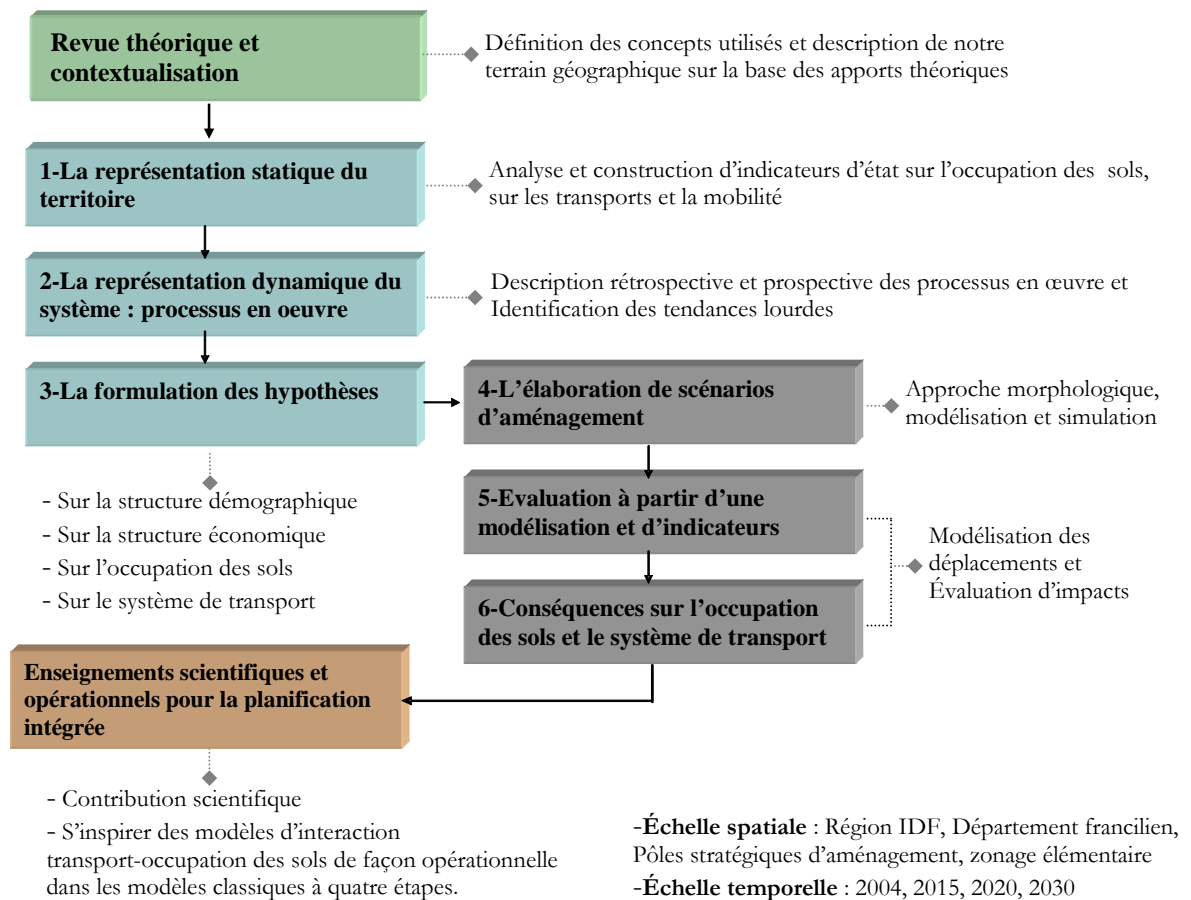 Revue théorique et
contextualisation
Définition des concepts utilisés et description de notre
terrain géographique sur la base des apports théoriques
1-La représentation statique du
territoire
Analyse et construction d'indicateurs d'état sur l'occupation des sols,
sur les transports et la mobilité
2-La représentation dynamique du
système : processus en oeuvre
Description rétrospective et prospective des processus en œuvre et
Identification des tendances lourdes
3-La formulation des hypothèses
4-L'élaboration de scénarios
d'aménagement
Approche morphologique,
modélisation et simulation
- Sur la structure démographique
- Sur la structure économique
- Sur l'occupation des sols
- Sur le système de transport
5-Evaluation à partir d'une
modélisation et d'indicateurs
Modélisation des
déplacements et
Évaluation d'impacts
6-Conséquences sur l'occupation
des sols et le système de transport
Enseignements scientifiques et
opérationnels pour la planification
intégrée
- Contribution scientifique
- S'inspirer des modèles d'interaction
transport-occupation des sols de façon opérationnelle
dans les modèles classiques à quatre étapes.
-Échelle spatiale : Région IDF, Département francilien,
Pôles stratégiques d'aménagement, zonage élémentaire
-Échelle temporelle : 2004, 2015, 2020, 2030